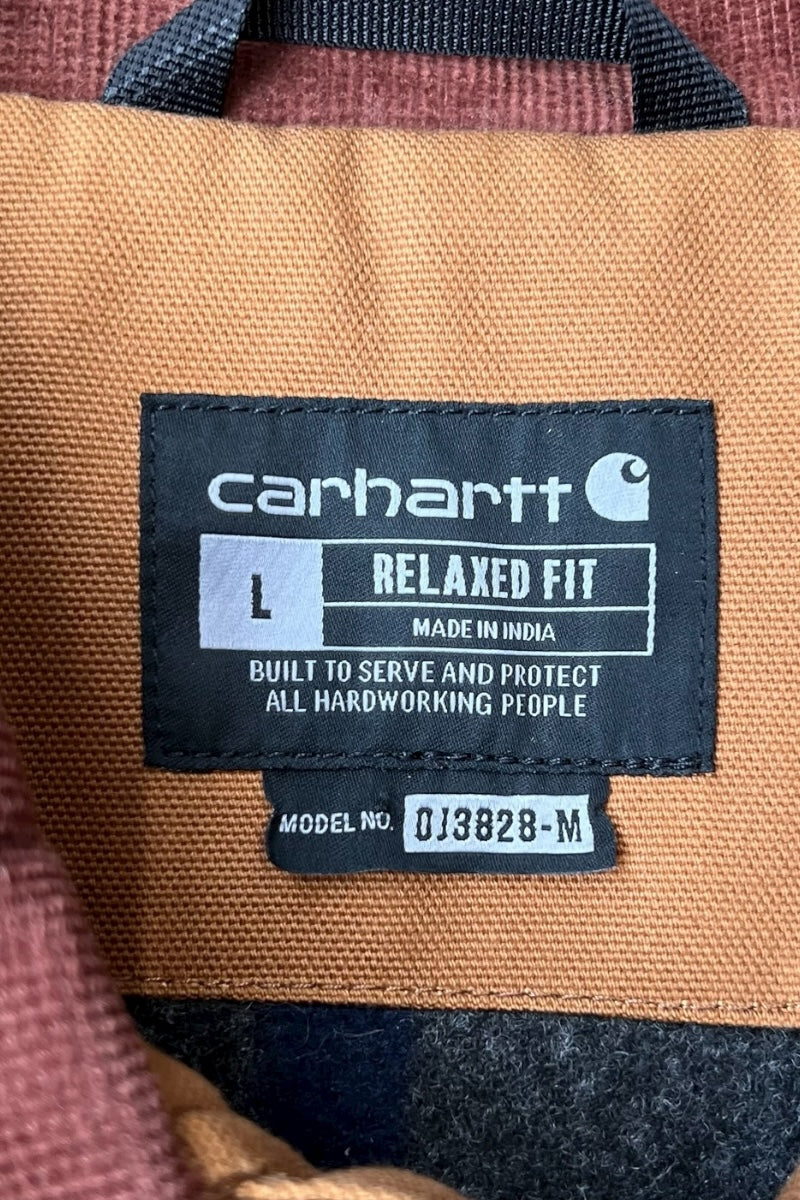 carhartt
L
RELAXED FIT
MADE IN INDIA
BUILT TO SERVE AND PROTECT
ALL HARDWORKING PEOPLE
MODEL NO. OJ3828-M